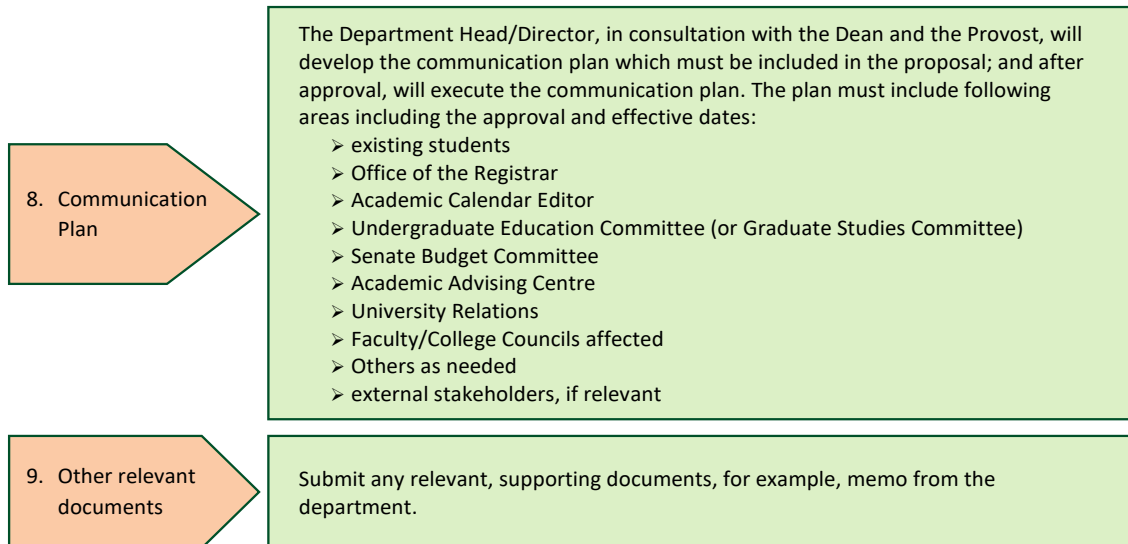 8. Communication
Plan
The Department Head/Director, in consultation with the Dean and the Provost, will
develop the communication plan which must be included in the proposal; and after
approval, will execute the communication plan. The plan must include following
areas including the approval and effective dates:
➢ existing students
➢ Office of the Registrar
➢ Academic Calendar Editor
➢ Undergraduate Education Committee (or Graduate Studies Committee)
➢ Senate Budget Committee
➢ Academic Advising Centre
➢ University Relations
➢ Faculty/College Councils affected
➢ Others as needed
➢ external stakeholders, if relevant
9. Other relevant
documents
Submit any relevant, supporting documents, for example, memo from the
department.